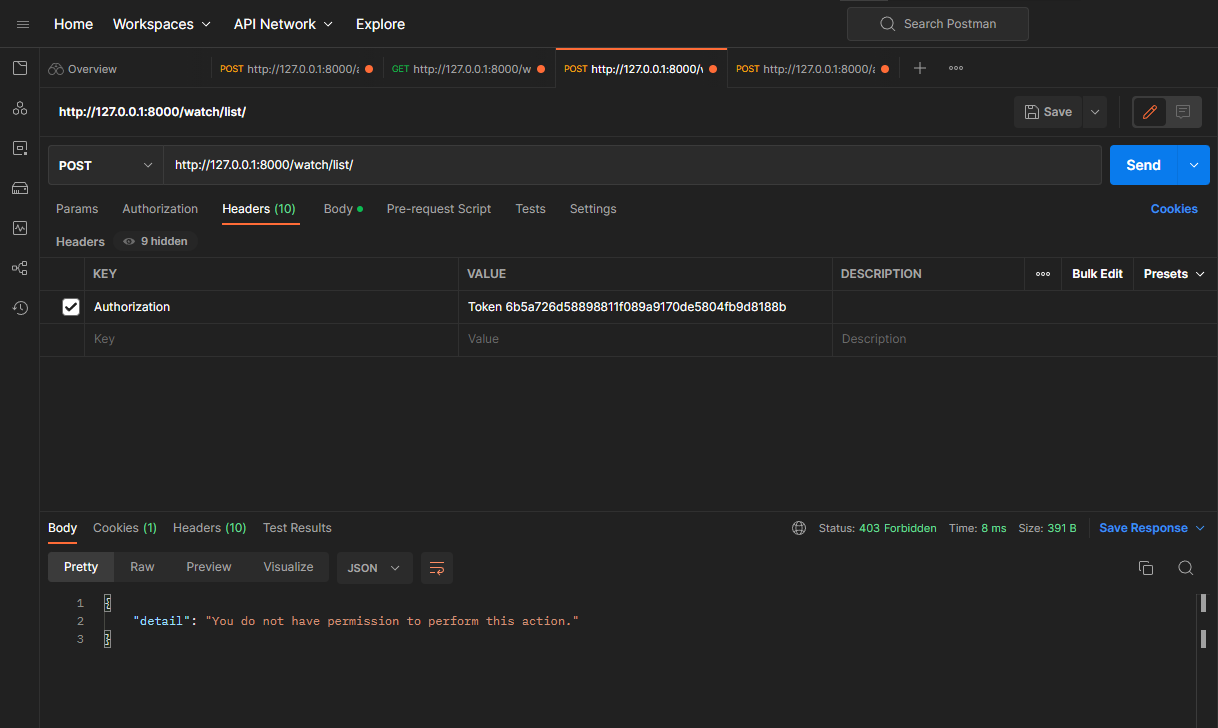 Home Workspaces API Network Explore Search Postman
Overview POST http://127.0.0.1:8000/a GET http://127.0.0.1:8000/w POST http://127.0.0.1:8000/w POST http://127.0.0.1:8000/a
http://127.0.0.1:8000/watch/list/ Save
POST http://127.0.0.1:8000/watch/list/ Send
Params Authorization Headers (10) Body Pre-request Script Tests Settings Cookies
Headers 9 hidden
KEY VALUE DESCRIPTION Bulk Edit Presets
Authorization Token 6b5a726d58898811f089a9170de5804fb9d8188b
Key Value Description
Body Cookies (1) Headers (10) Test Results Status: 403 Forbidden Time: 8 ms Size: 391 B Save Response
Pretty Raw Preview Visualize JSON
1 {
2 "detail": "You do not have permission to perform this action."
3 }